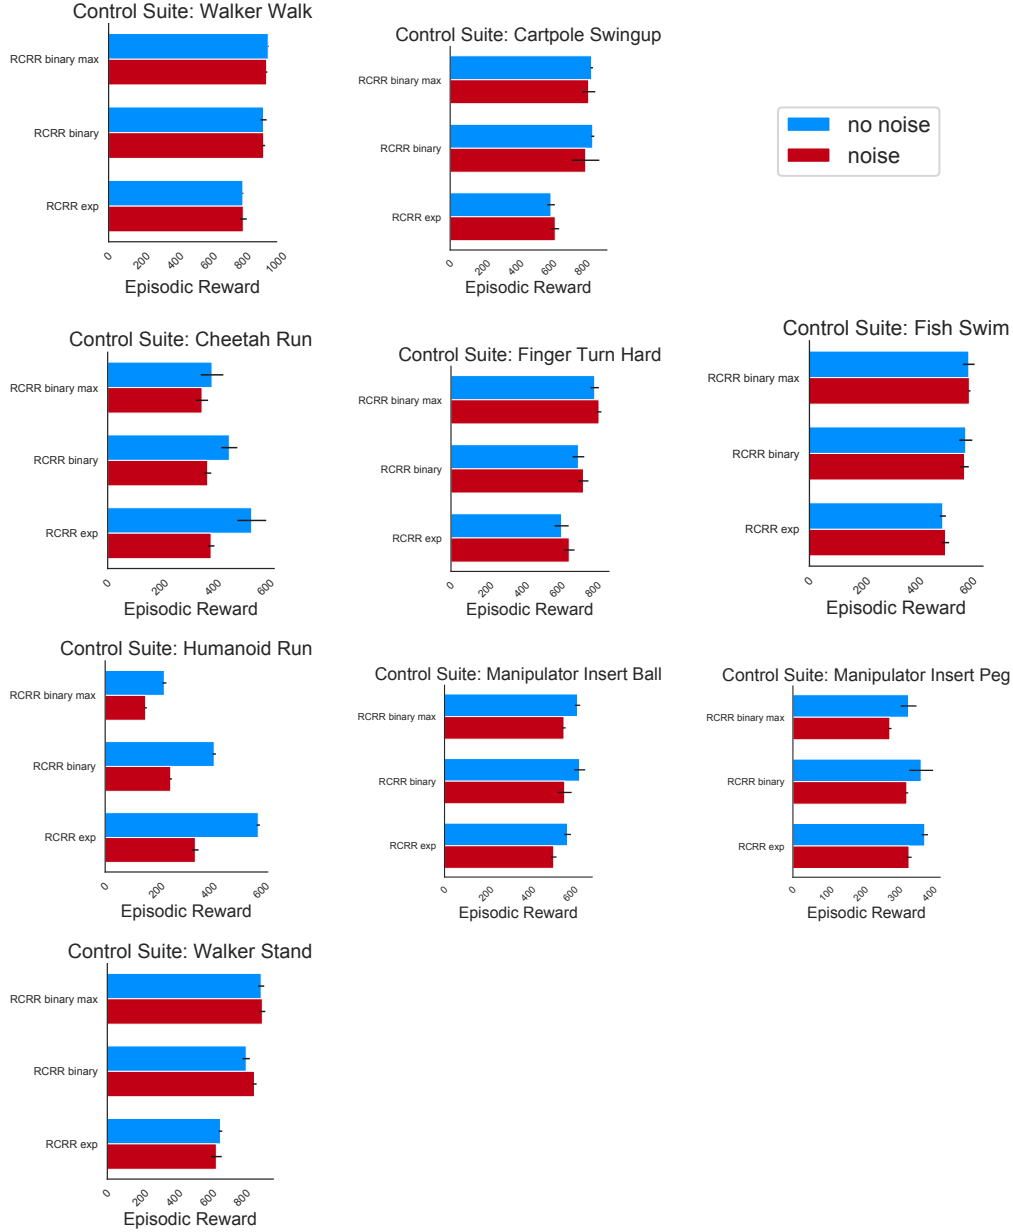 Control Suite: Walker Walk
RCRR binary max
RCRR binary
RCRR exp
0 200 400 600 800 1000
Episodic Reward
Control Suite: Cartpole Swingup
RCRR binary max
RCRR binary
RCRR exp
0 200 400 600 800
Episodic Reward
no noise
noise
Control Suite: Cheetah Run
RCRR binary max
RCRR binary
RCRR exp
0 200 400 600
Episodic Reward
Control Suite: Finger Turn Hard
RCRR binary max
RCRR binary
RCRR exp
0 200 400 600 800
Episodic Reward
Control Suite: Fish Swim
RCRR binary max
RCRR binary
RCRR exp
0 200 400 600
Episodic Reward
Control Suite: Humanoid Run
RCRR binary max
RCRR binary
RCRR exp
0 200 400 600
Episodic Reward
Control Suite: Manipulator Insert Ball
RCRR binary max
RCRR binary
RCRR exp
0 200 400 600
Episodic Reward
Control Suite: Manipulator Insert Peg
RCRR binary max
RCRR binary
RCRR exp
0 100 200 300 400
Episodic Reward
Control Suite: Walker Stand
RCRR binary max
RCRR binary
RCRR exp
0 200 400 600 800
Episodic Reward